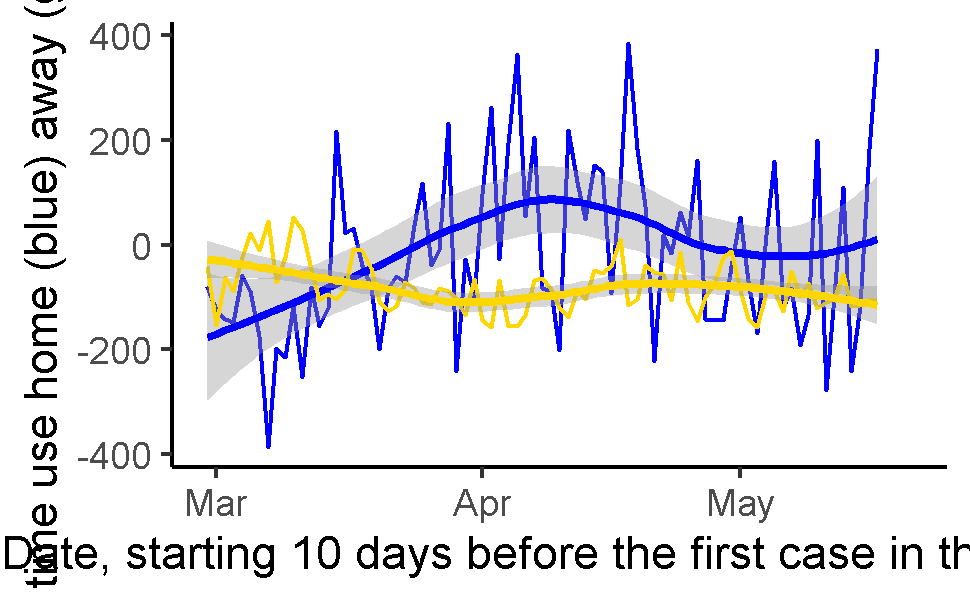 time use home (blue) away (
400
200
0
-200
-400
Mar Apr May
Date, starting 10 days before the first case in th